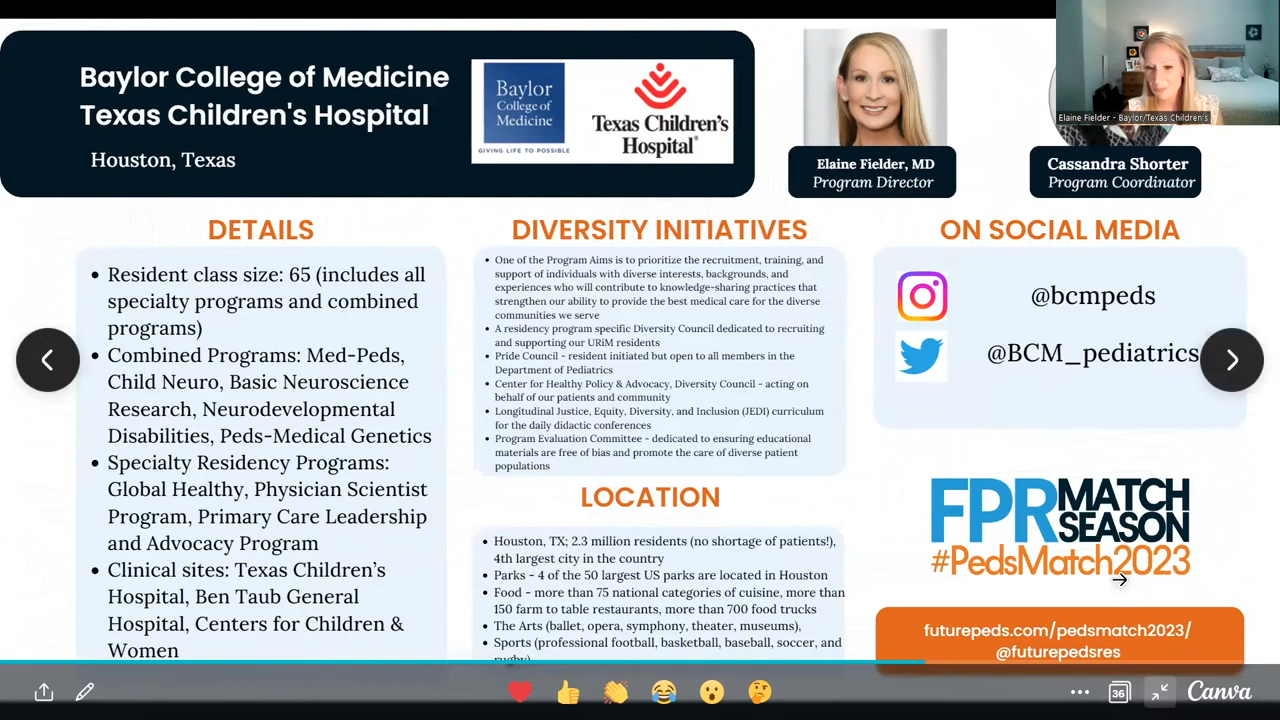 Baylor College of Medicine
Texas Children's Hospital
Houston, Texas
Baylor
College of
Medicine
GIVING LIFE TO POSSIBLE
Texas Children's
Hospital®
Elaine Fielder, MD
Program Director
Elaine Fielder - Baylor/Texas Children's
Cassandra Shorter
Program Coordinator
DETAILS
• Resident class size: 65 (includes all
specialty programs and combined
programs)
• Combined Programs: Med-Peds,
Child Neuro, Basic Neuroscience
Research, Neurodevelopmental
Disabilities, Peds-Medical Genetics
• Specialty Residency Programs:
Global Healthy, Physician Scientist
Program, Primary Care Leadership
and Advocacy Program
• Clinical sites: Texas Children's
Hospital, Ben Taub General
Hospital, Centers for Children &
Women
DIVERSITY INITIATIVES
• One of the Program Aims is to prioritize the recruitment, training, and
support of individuals with diverse interests, backgrounds, and
experiences who will contribute to knowledge-sharing practices that
strengthen our ability to provide the best medical care for the diverse
communities we serve
• A residency program specific Diversity Council dedicated to recruiting
and supporting our URiM residents
• Pride Council - resident initiated but open to all members in the
Department of Pediatrics
• Center for Healthy Policy & Advocacy, Diversity Council - acting on
behalf of our patients and community
• Longitudinal Justice, Equity, Diversity, and Inclusion (JEDI) curriculum
for the daily didactic conferences
• Program Evaluation Committee - dedicated to ensuring educational
materials are free of bias and promote the care of diverse patient
populations
LOCATION
• Houston, TX; 2.3 million residents (no shortage of patients!),
4th largest city in the country
• Parks - 4 of the 50 largest US parks are located in Houston
• Food - more than 75 national categories of cuisine, more than
150 farm to table restaurants, more than 700 food trucks
• The Arts (ballet, opera, symphony, theater, museums),
• Sports (professional football, basketball, baseball, soccer, and
rugby)
ON SOCIAL MEDIA
@bcmpeds
@BCM_pediatrics
FPR MATCH
SEASON
#PedsMatch2023
futurepeds.com/pedsmatch2023/
@futurepedsres
36
Canva